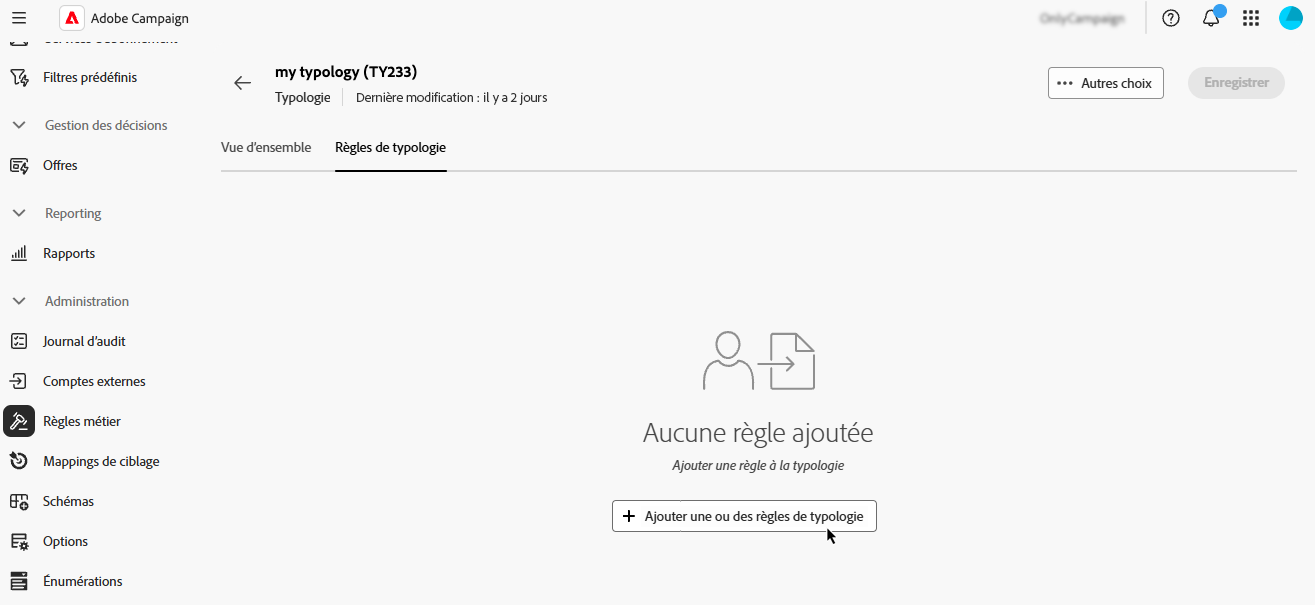 Adobe Campaign
Filtres prédéfinis
Gestion des décisions
Offres
Reporting
Rapports
Administration
Journal d'audit
Comptes externes
Règles métier
Mappings de ciblage
Schémas
Options
Énumérations
my typology (TY233)
Typologie
Dernière modification : il y a 2 jours
Autres choix
Enregistrer
Vue d'ensemble
Règles de typologie
Aucune règle ajoutée
Ajouter une règle à la typologie
Ajouter une ou des règles de typologie